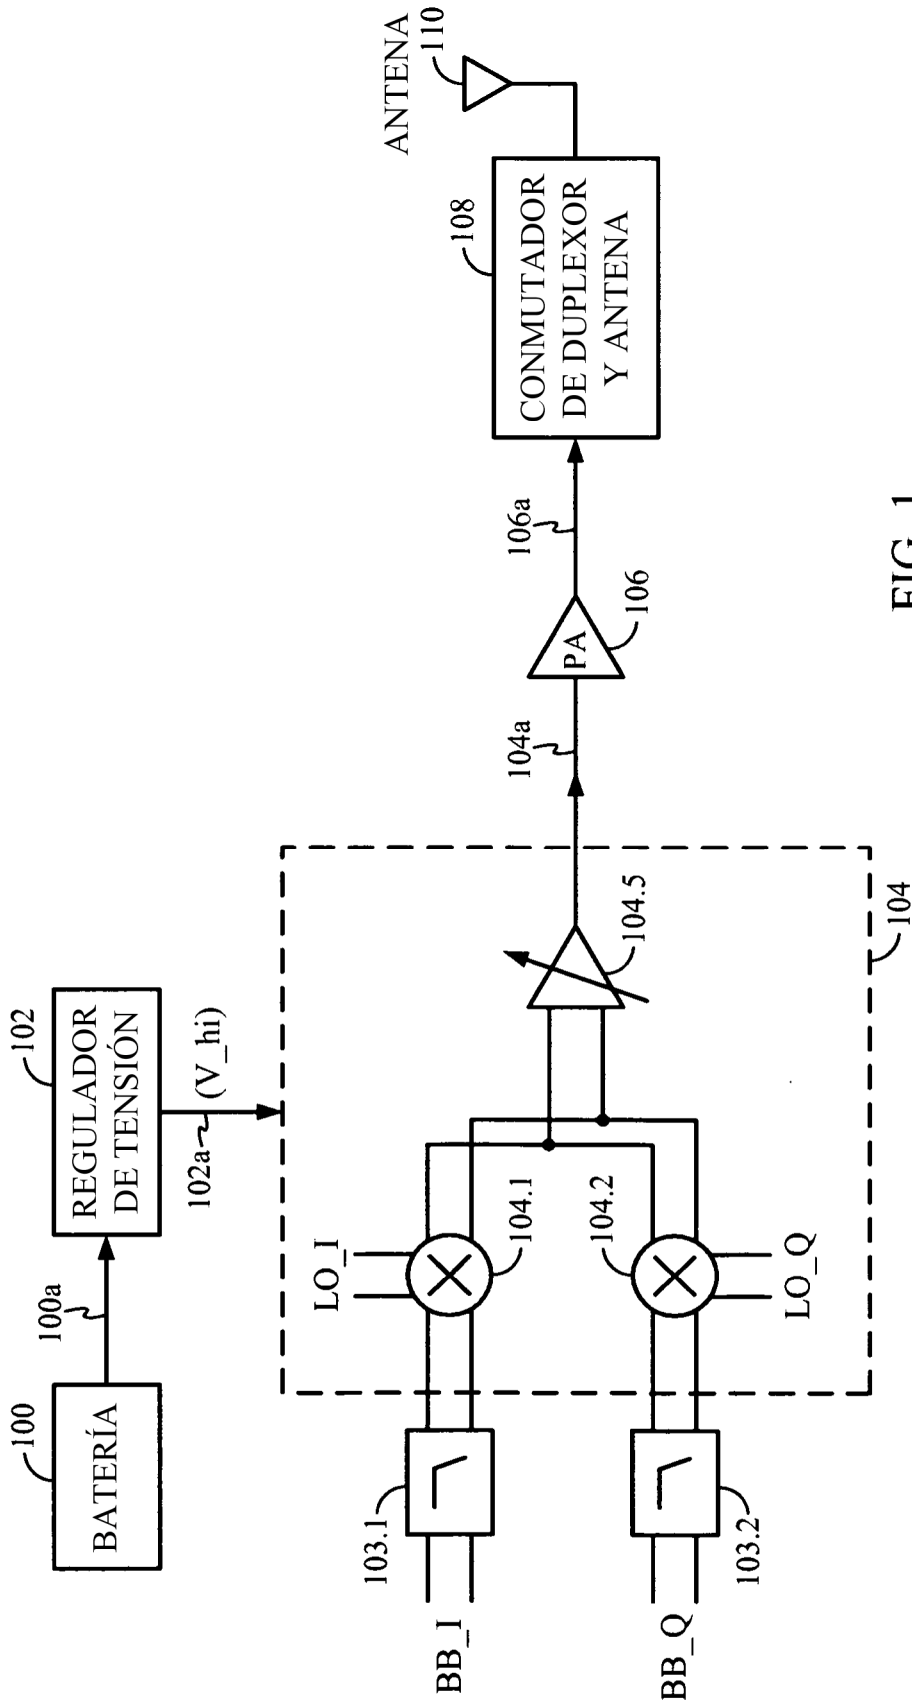 100
BATERÍA
100a
102
REGULADOR
DE TENSIÓN
102a
(V_hi)
BB_I
103.1
LO_I
104.1
BB_Q
103.2
104.2
LO_Q
104.5
104
104a
PA
106
106a
108
CONMUTADOR
DE DUPLEXOR
Y ANTENA
ANTENA
110
FIG. 1